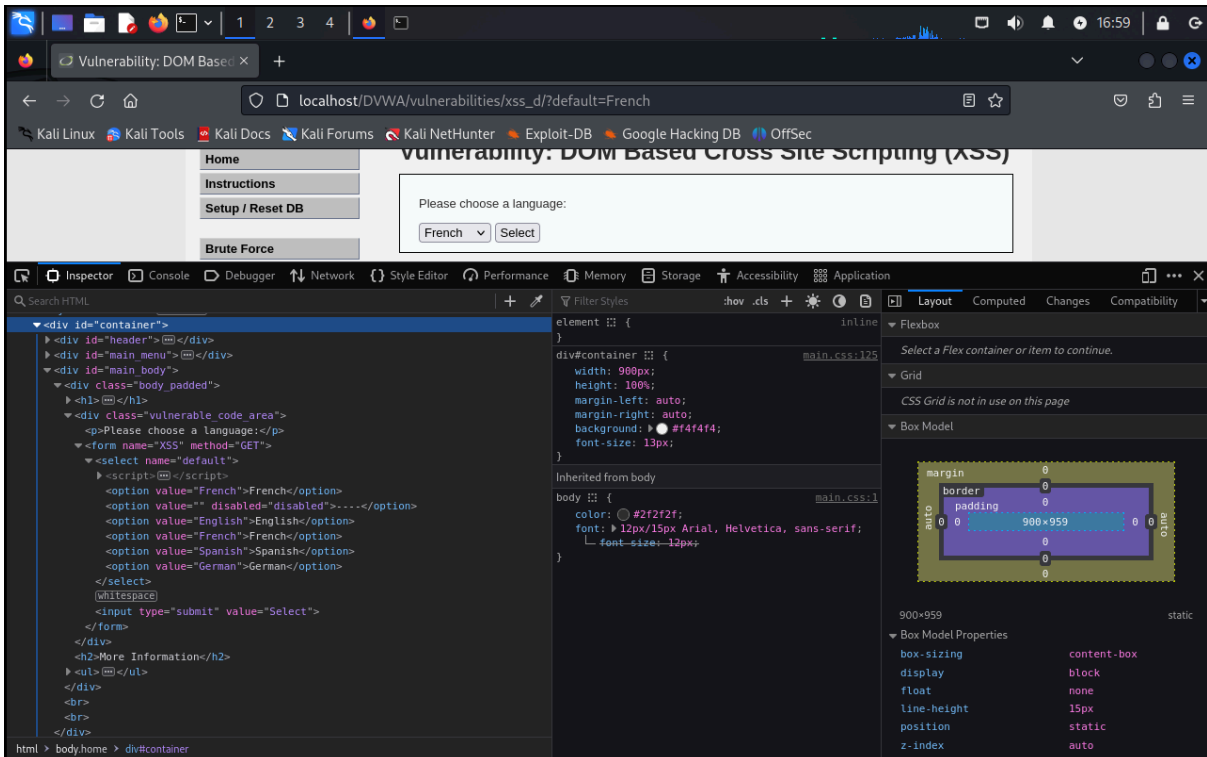 1 2 3 4 16:59
Vulnerability: DOM Based
localhost/DVWA/vulnerabilities/xss_d/?default=French
Kali Linux Kali Tools Kali Docs Kali Forums Kali NetHunter Exploit-DB Google Hacking DB OffSec
Vulnerability: DOM Based Cross Site Scripting (XSS)
Home
Instructions
Setup / Reset DB
Brute Force
Please choose a language:
French Select
Inspector Console Debugger Network {} Style Editor Performance Memory Storage Accessibility Application
Search HTML
<div id="container">
<div id="header"></div>
<div id="main_menu"></div>
<div id="main_body">
<div class="body_padded">
<h1></h1>
<div class="vulnerable_code_area">
<p>Please choose a language:</p>
<form name="XSS" method="GET">
<select name="default">
<script></script>
<option value="French">French</option>
<option value="" disabled="disabled">----</option>
<option value="English">English</option>
<option value="French">French</option>
<option value="Spanish">Spanish</option>
<option value="German">German</option>
</select>
whitespace
<input type="submit" value="Select">
</form>
</div>
<h2>More Information</h2>
<ul></ul>
</div>
<br>
<br>
</div>
html > body.home > div#container
Filter Styles :hov .cls +
element { inline
}
div#container { main.css:125
width: 900px;
height: 100%;
margin-left: auto;
margin-right: auto;
background: #f4f4f4;
font-size: 13px;
}
Inherited from body
body { main.css:1
color: #2f2f2f;
font: 12px/15px Arial, Helvetica, sans-serif;
font size: 12px;
}
Layout Computed Changes Compatibility
Flexbox
Select a Flex container or item to continue.
Grid
CSS Grid is not in use on this page
Box Model
margin 0
border 0
padding 0
auto 0 0 900×959 0 0 auto
0
0
0
900×959 static
Box Model Properties
box-sizing content-box
display block
float none
line-height 15px
position static
z-index auto